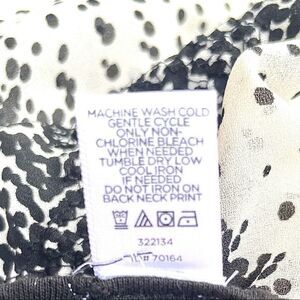 MACHINE WASH COLD
GENTLE CYCLE
ONLY NON-
CHLORINE BLEACH
WHEN NEEDED
TUMBLE DRY LOW
COOL IRON
IF NEEDED
DO NOT IRON ON
BACK NECK PRINT
322134
70164